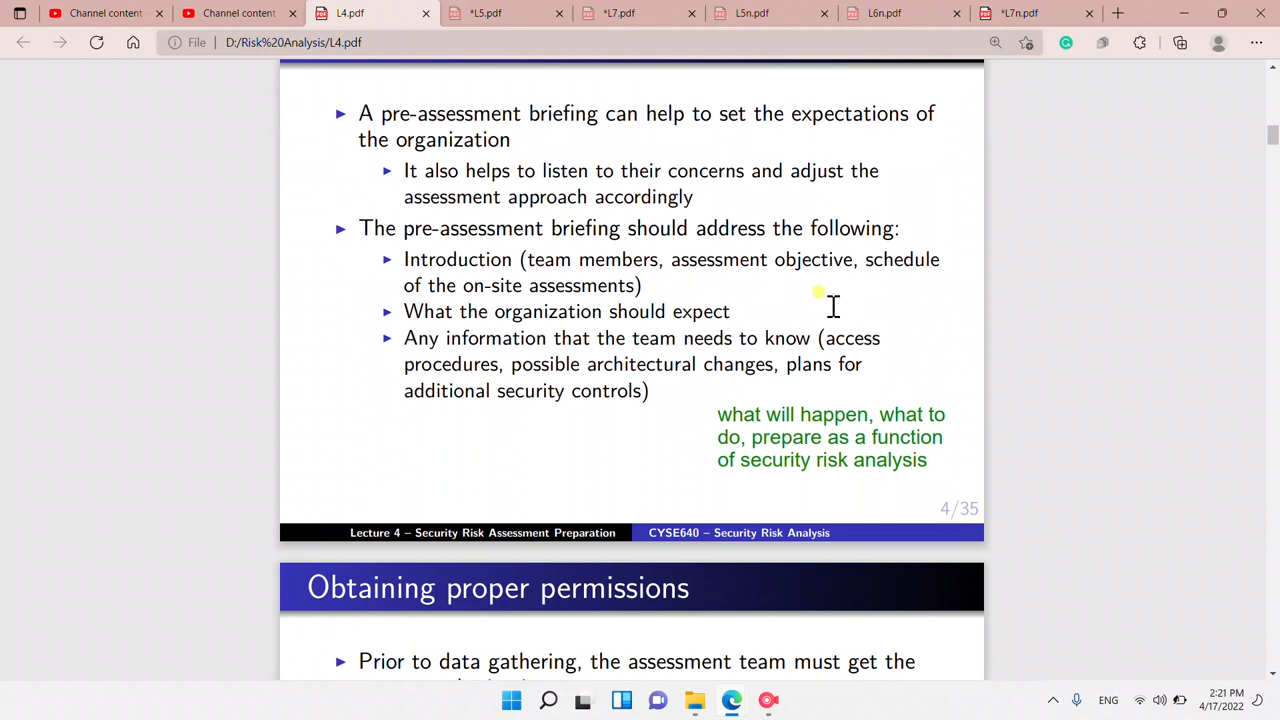 Channel content
Channel content
L4.pdf
*L5.pdf
*L7.pdf
L5n.pdf
L6n.pdf
*L7n.pdf
File D:/Risk%20Analysis/L4.pdf
A pre-assessment briefing can help to set the expectations of
the organization
It also helps to listen to their concerns and adjust the
assessment approach accordingly
The pre-assessment briefing should address the following:
Introduction (team members, assessment objective, schedule
of the on-site assessments)
What the organization should expect
Any information that the team needs to know (access
procedures, possible architectural changes, plans for
additional security controls)
what will happen, what to
do, prepare as a function
of security risk analysis
4/35
Lecture 4 – Security Risk Assessment Preparation CYSE640 – Security Risk Analysis
Obtaining proper permissions
Prior to data gathering, the assessment team must get the
ENG
2:21 PM
4/17/2022